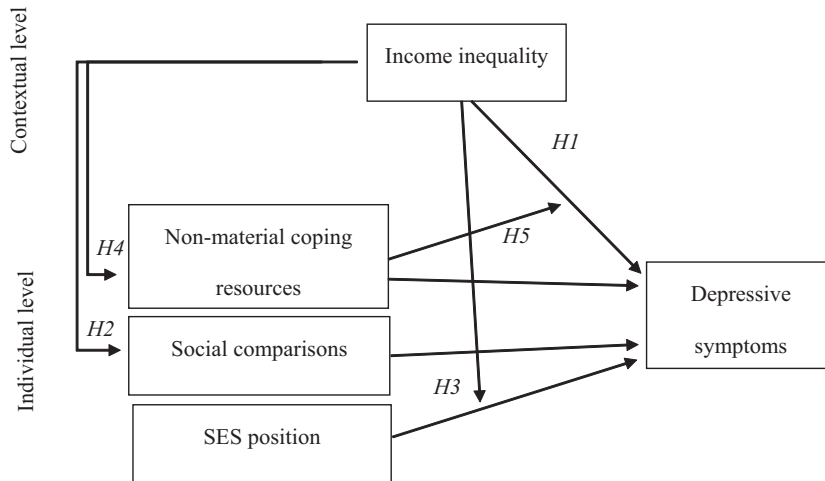 Contextual level
Income inequality
H1
Non-material coping
resources
H4
H5
Individual level
Depressive
symptoms
H2
Social comparisons
H3
SES position